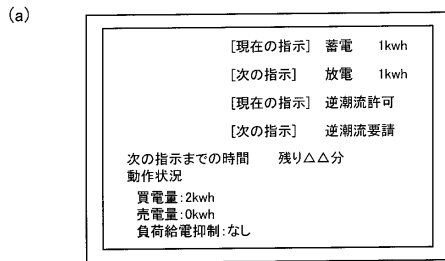 (a)
[現在の指示] 蓄電 1kwh
[次の指示] 放電 1kwh
[現在の指示] 逆潮流許可
[次の指示] 逆潮流要請
次の指示までの時間 残り△△分
動作状況
買電量:2kwh
売電量:0kwh
負荷給電抑制:なし